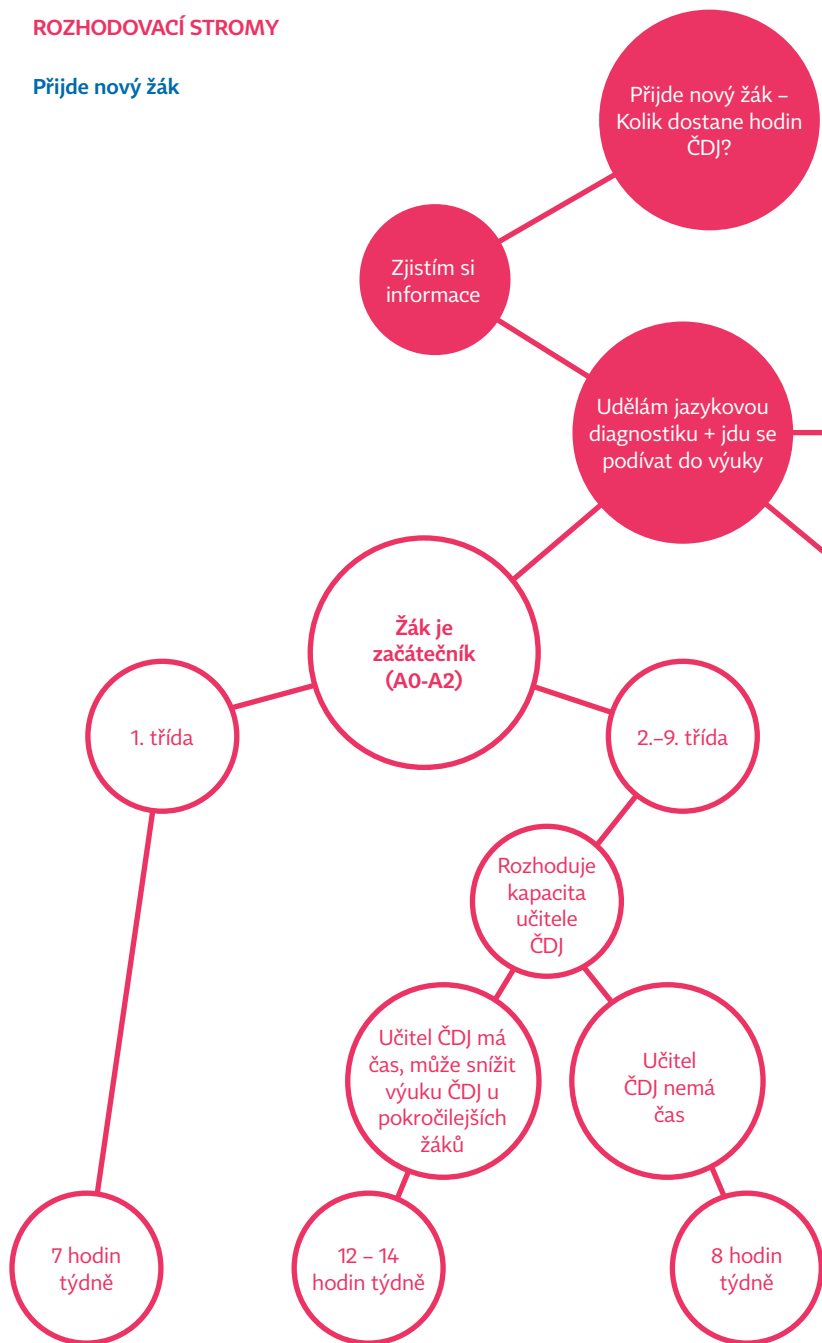 ROZHODOVACÍ STROMY
Přijde nový žák
Přijde nový žák –
Kolik dostane hodin
ČDJ?
Zjistím si
informace
Udělám jazykovou
diagnostiku + jdu se
podívat do výuky
Žák je
začátečník
(A0-A2)
1. třída
2.–9. třída
Rozhoduje
kapacita
učitele
ČDJ
Učitel ČDJ má
čas, může snížit
výuku ČDJ u
pokročilejších
žáků
Učitel
ČDJ nemá
čas
7 hodin
týdně
12 – 14
hodin týdně
8 hodin
týdně